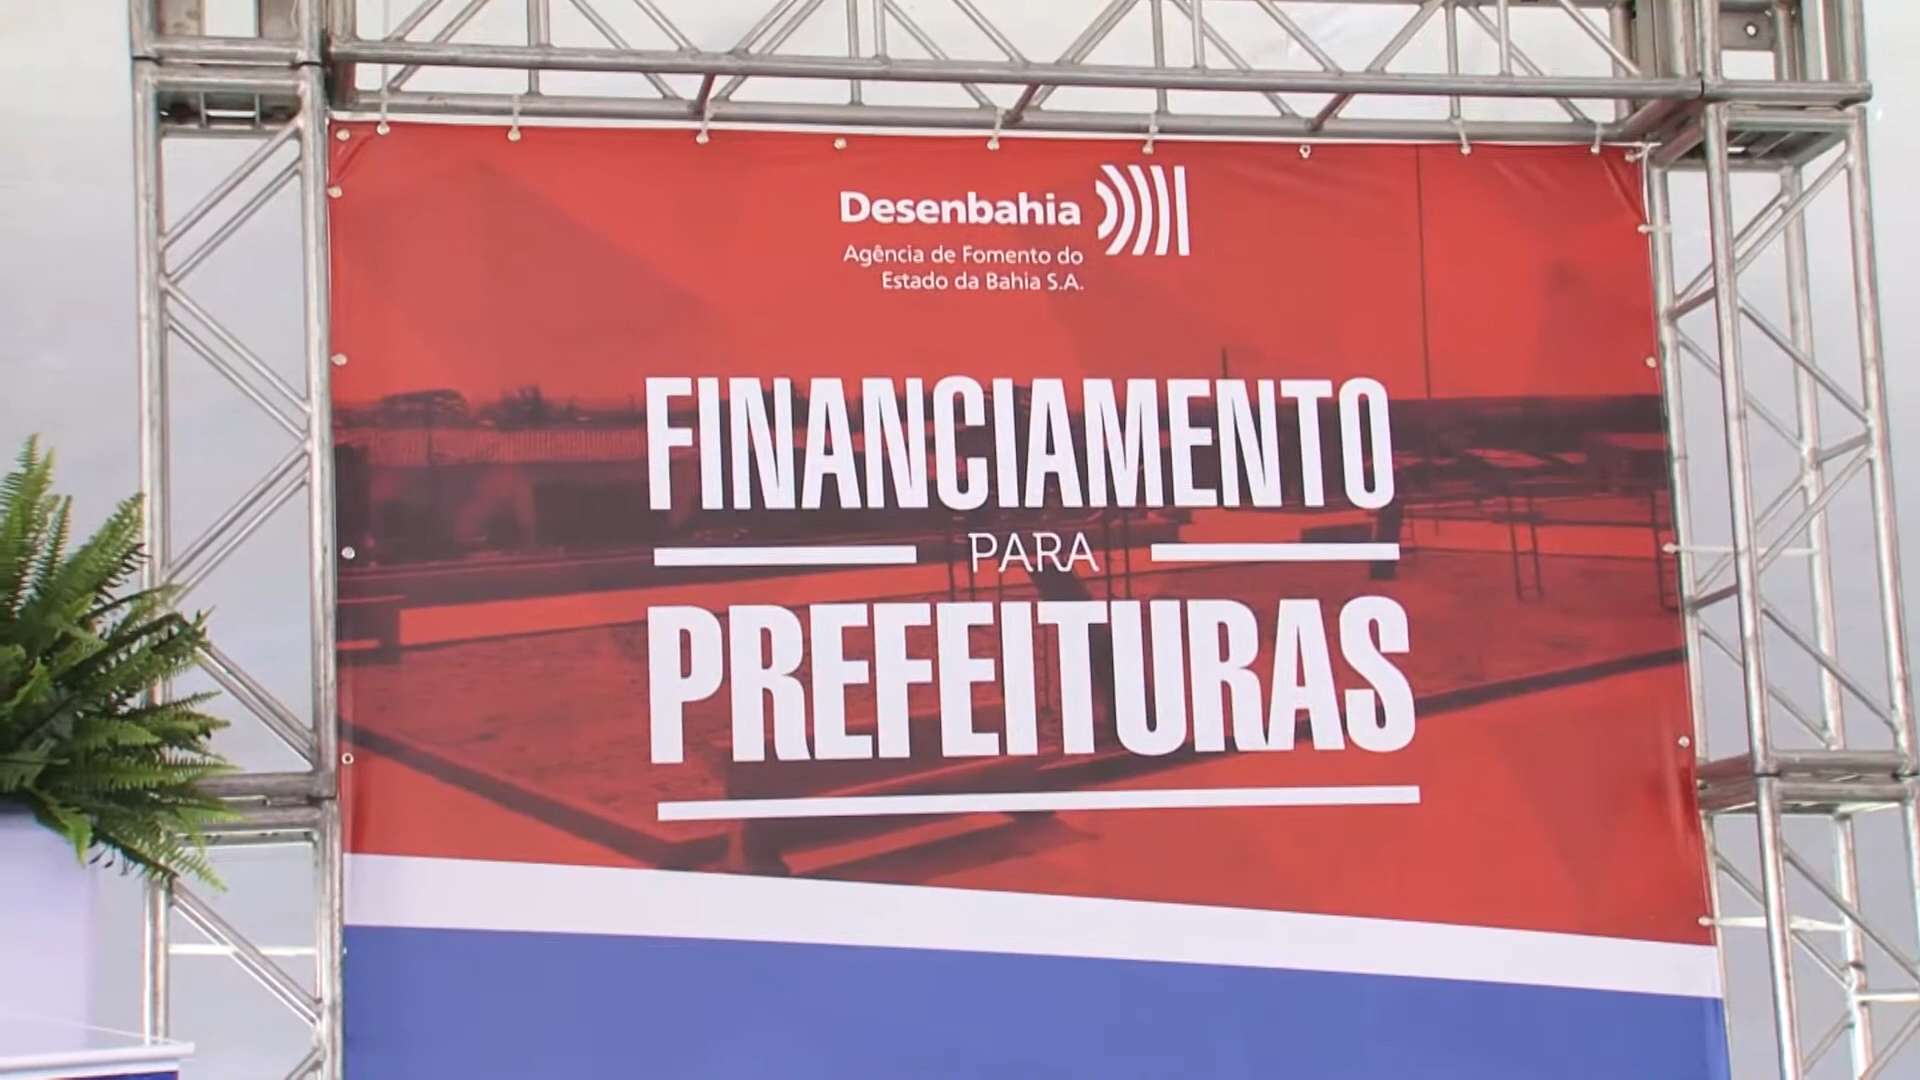 Desenbahia
Agência de Fomento do
Estado da Bahia S.A.
FINANCIAMENTO
PARA
PREFEITURAS